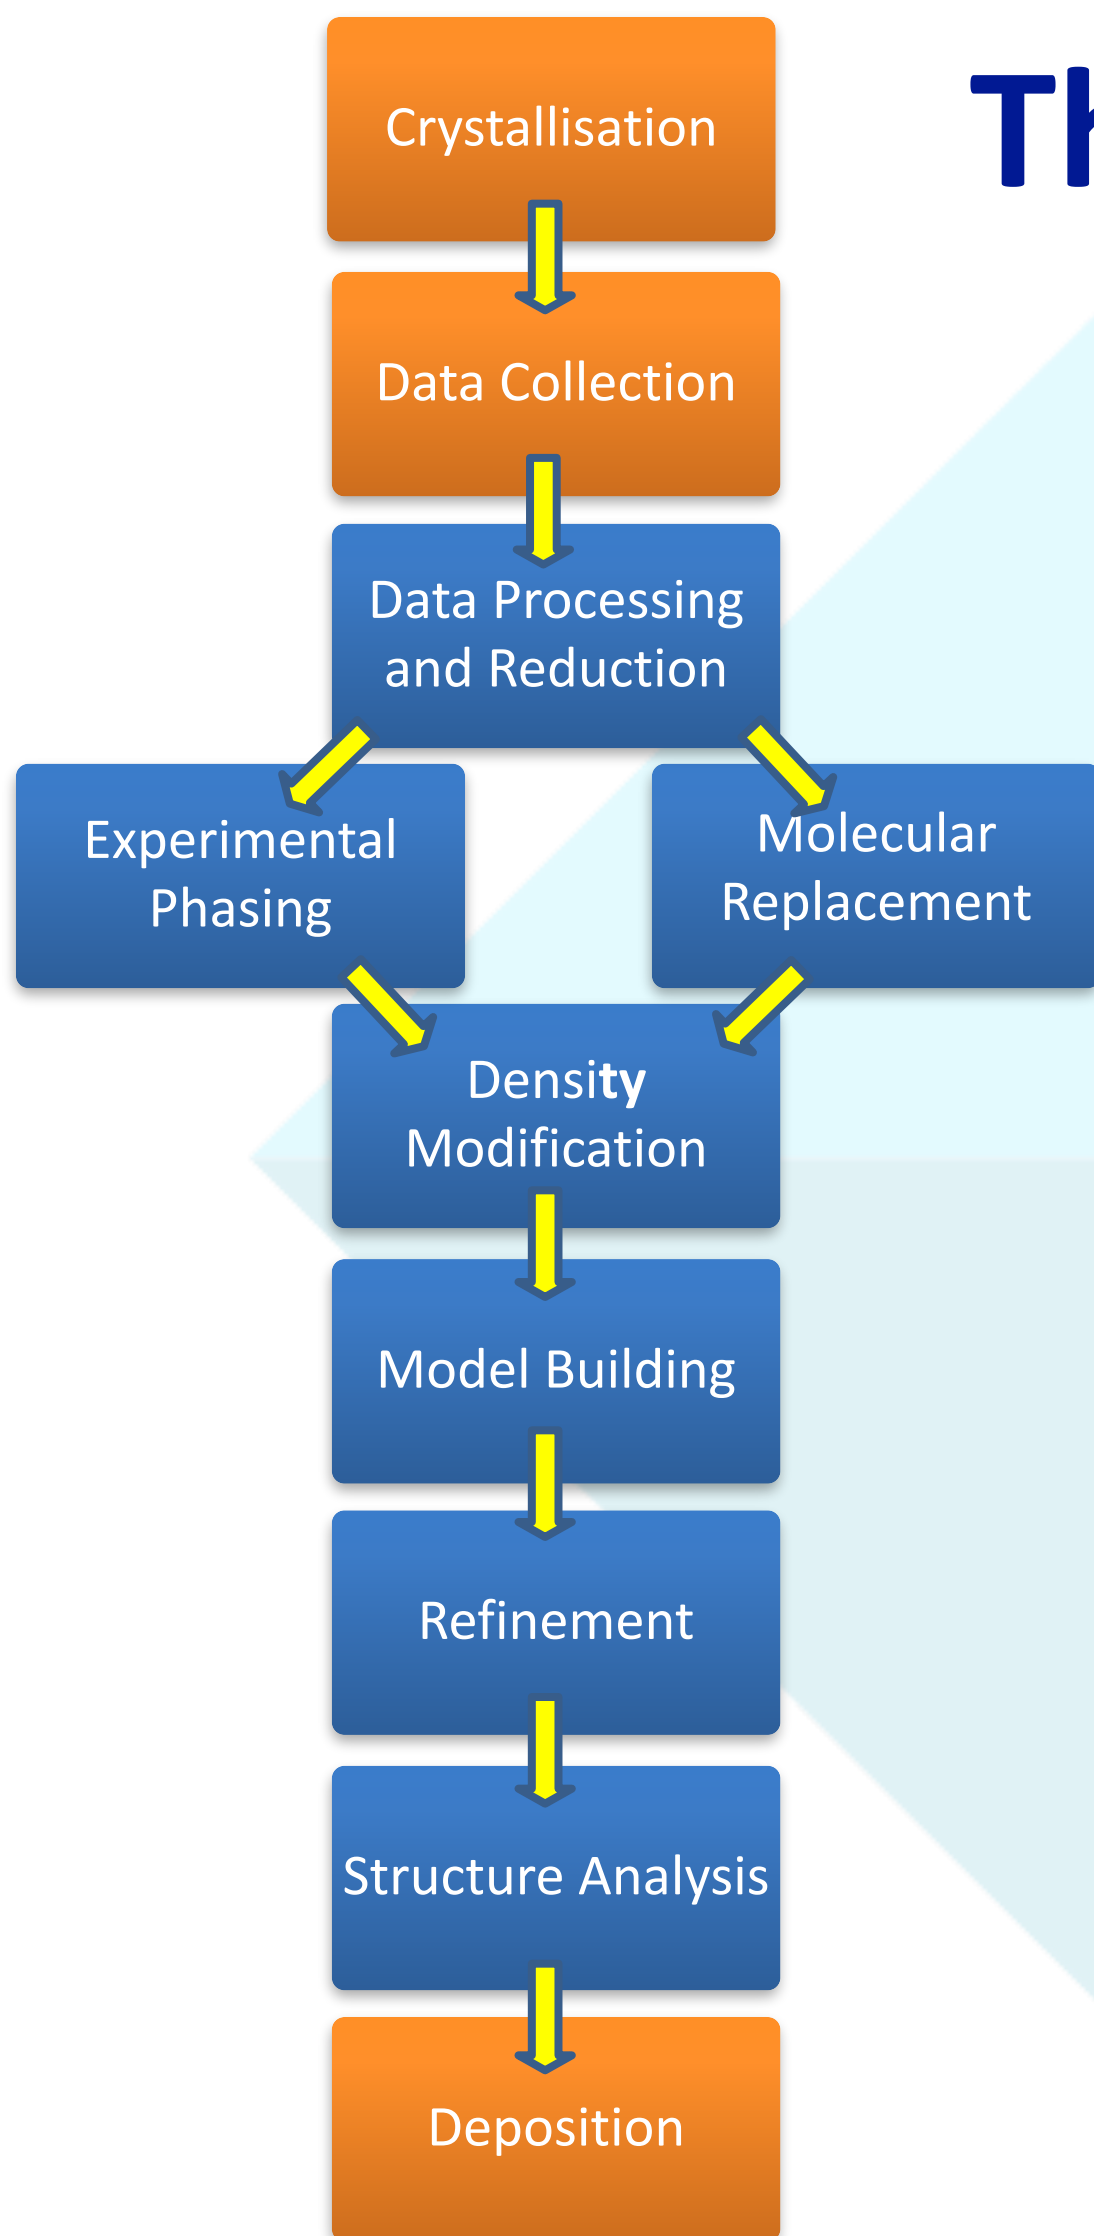 Th
Crystallisation
Data Collection
Data Processing
and Reduction
Experimental
Phasing
Molecular
Replacement
Density
Modification
Model Building
Refinement
Structure Analysis
Deposition